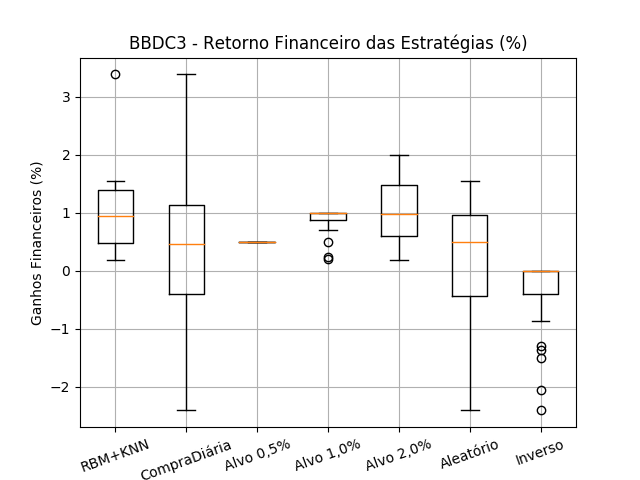 BBDC3 - Retorno Financeiro das Estratégias (%)
Ganhos Financeiros (%)
3
2
1
0
−1
−2
RBM+KNN
CompraDiária
Alvo 0,5%
Alvo 1,0%
Alvo 2,0%
Aleatório
Inverso